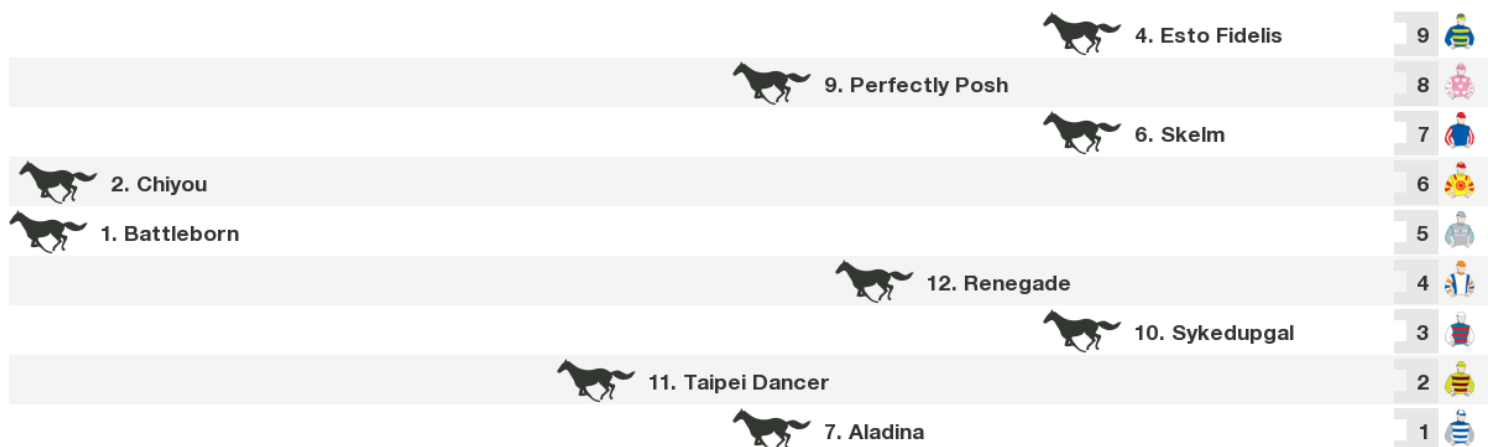 4. Esto Fidelis 9
9. Perfectly Posh 8
6. Skelm 7
2. Chiyou 6
1. Battleborn 5
12. Renegade 4
10. Sykedupgal 3
11. Taipei Dancer 2
7. Aladina 1